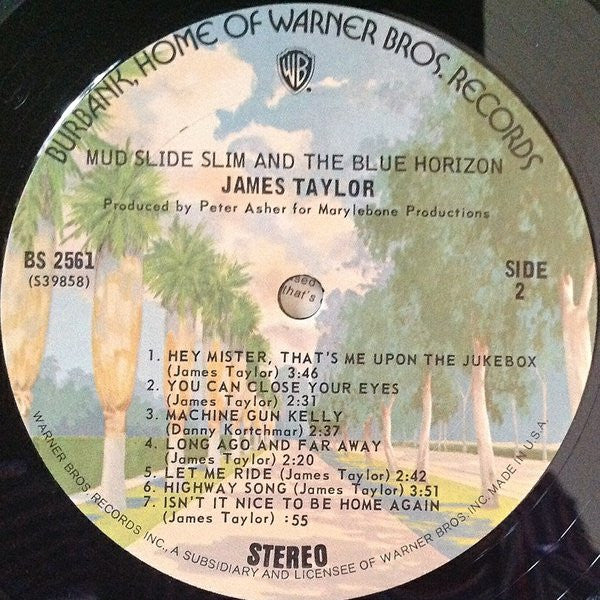 BURBANK, HOME OF WARNER BROS. RECORDS
WB
MUD SLIDE SLIM AND THE BLUE HORIZON
JAMES TAYLOR
Produced by Peter Asher for Marylebone Productions
BS 2561
(S39858)
SIDE
2
sed
that's
1. HEY MISTER, THAT'S ME UPON THE JUKEBOX
(James Taylor) 3:46
2. YOU CAN CLOSE YOUR EYES
(James Taylor) 2:31
3. MACHINE GUN KELLY
(Danny Kortchmar) 2:37
4. LONG AGO AND FAR AWAY
(James Taylor) 2:20
5. LET ME RIDE (James Taylor) 2:42
6. HIGHWAY SONG (James Taylor) 3:51
7. ISN'T IT NICE TO BE HOME AGAIN
(James Taylor) :55
STEREO
WARNER BROS. RECORDS INC., A SUBSIDIARY AND LICENSEE OF WARNER BROS. INC. MADE IN U.S.A.